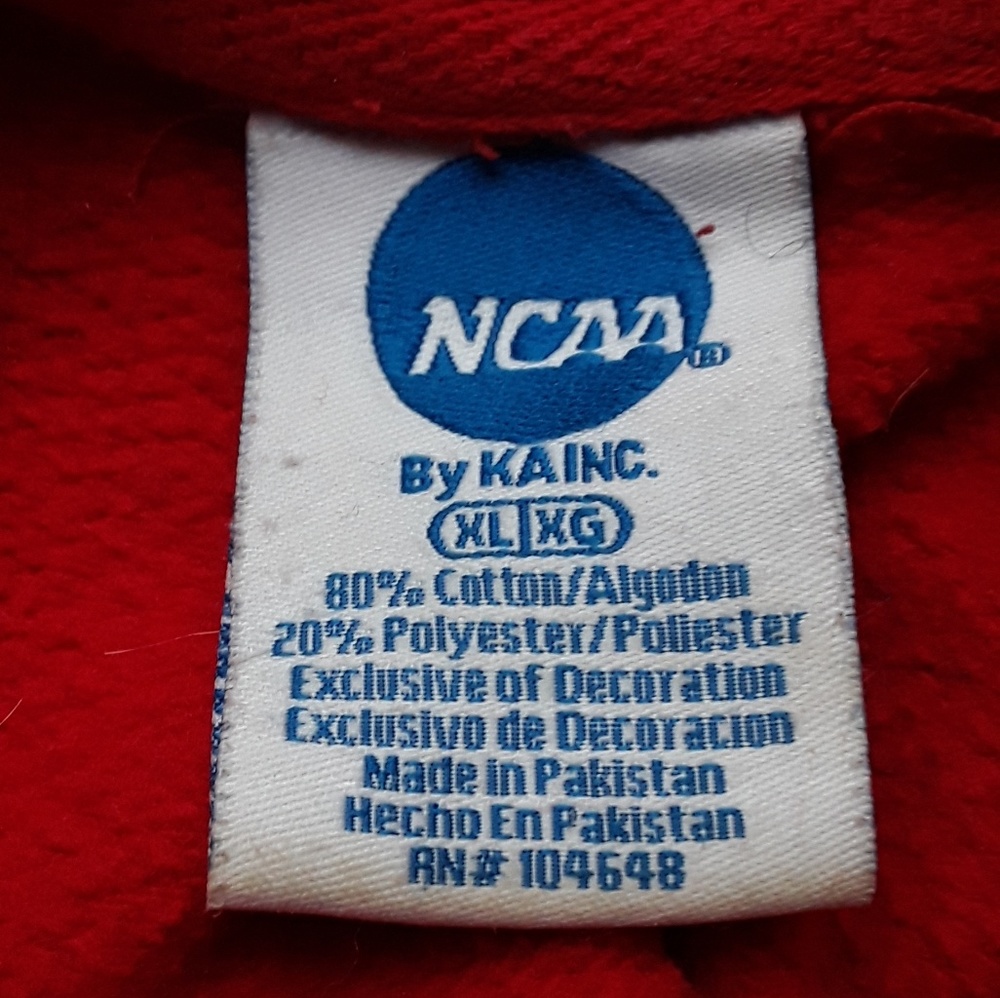 NCAA®
By KA INC.
XL XG
80% Cotton/Algodon
20% Polyester/Poliester
Exclusive of Decoration
Exclusivo de Decoracion
Made in Pakistan
Hecho En Pakistan
RN# 104648